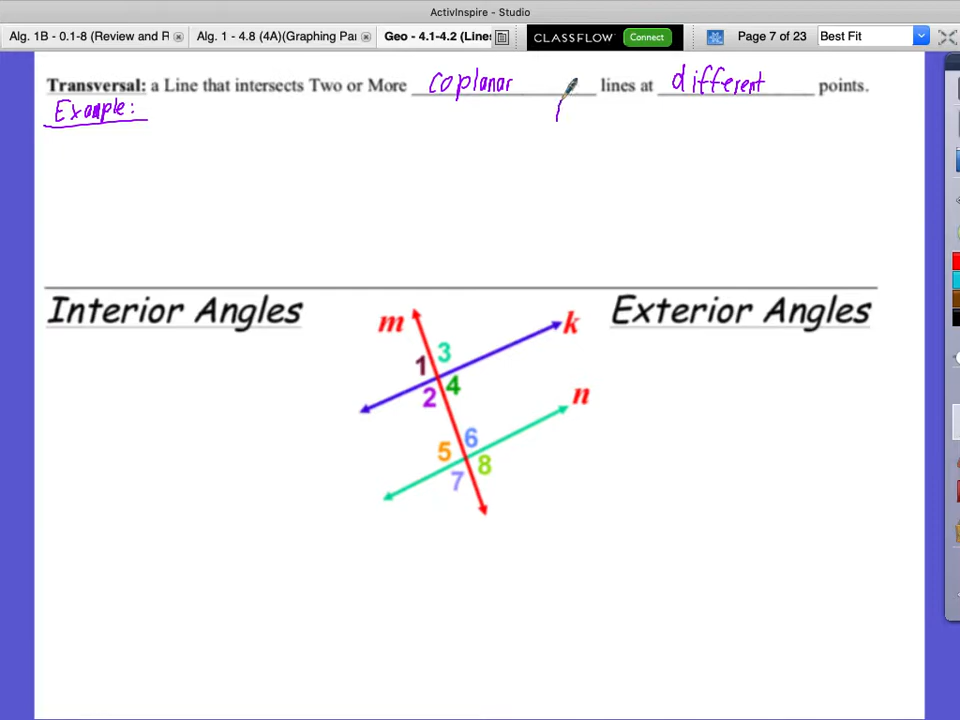 ActivInspire - Studio
Alg. 1B - 0.1-8 (Review and R
Alg. 1 - 4.8 (4A)(Graphing Par
Geo - 4.1-4.2 (Lines
CLASSFLOW
Connect
Page 7 of 23
Best Fit
Transversal: a Line that intersects Two or More coplanar lines at different points.
Example:
Interior Angles
Exterior Angles
m
k
1 3
2 4
n
5 6
7 8